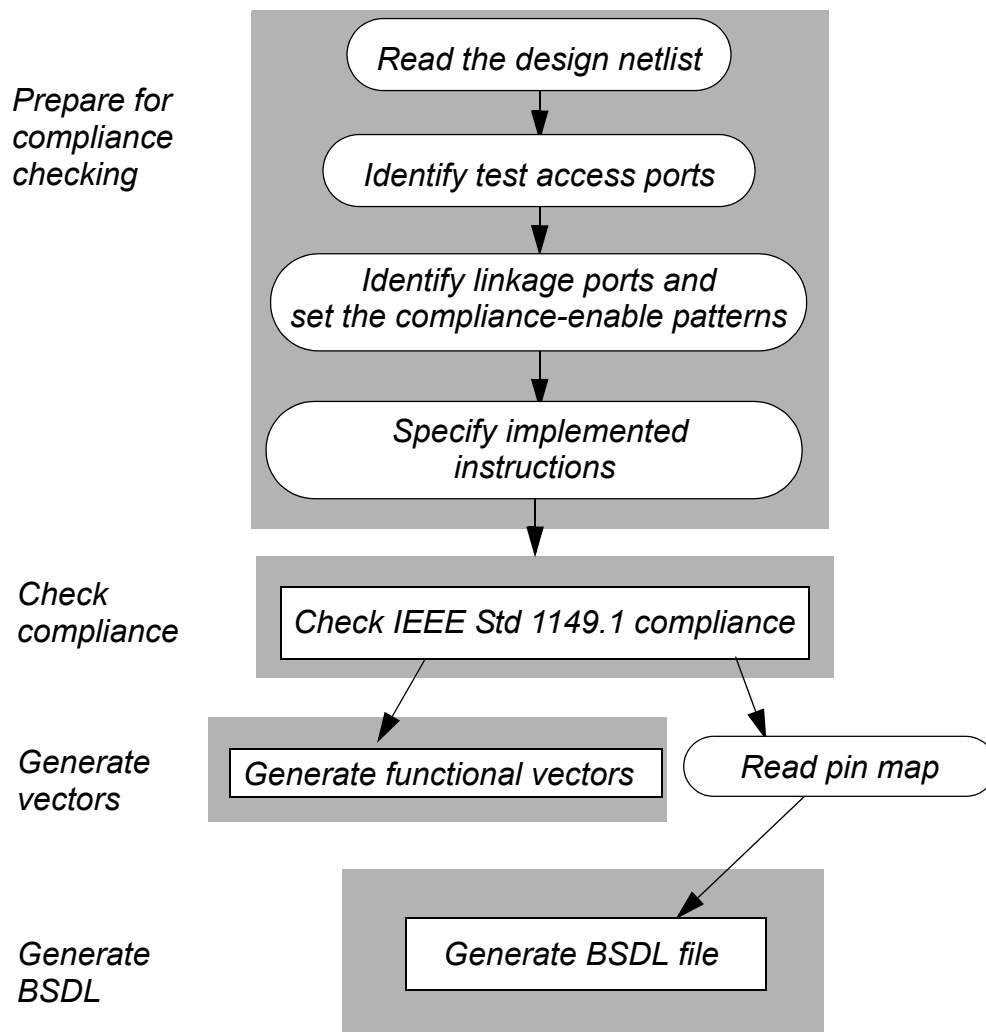 Read the design netlist
Prepare for
compliance
checking
Identify test access ports
Identify linkage ports and
set the compliance-enable patterns
Specify implemented
instructions
Check
compliance
Check IEEE Std 1149.1 compliance
Generate
vectors
Generate functional vectors
Read pin map
Generate
BSDL
Generate BSDL file